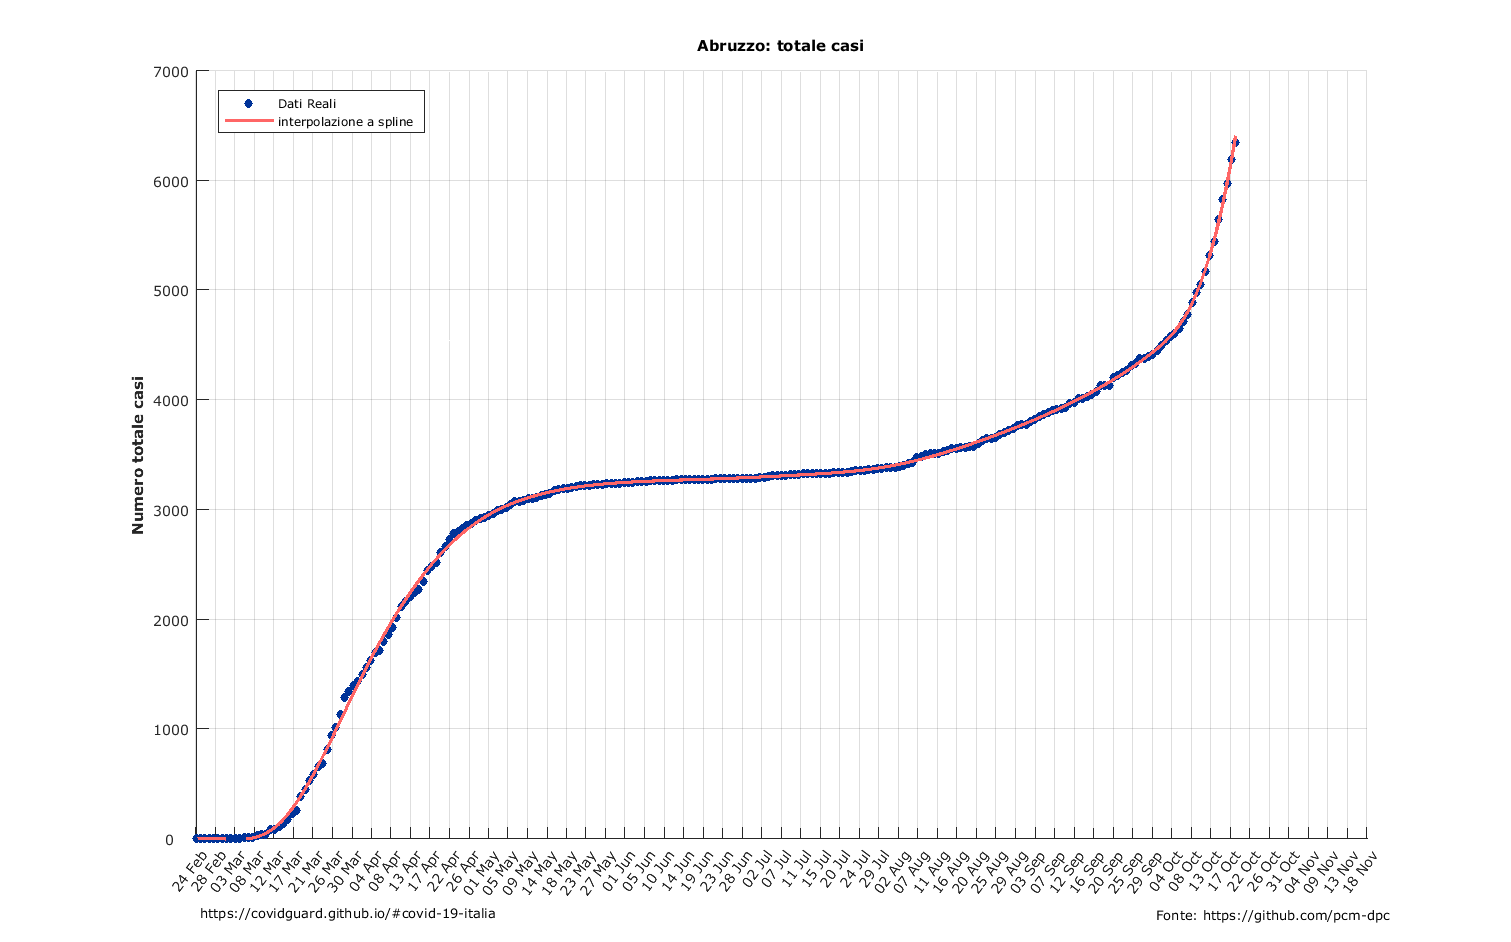 Abruzzo: totale casi
Dati Reali
interpolazione a spline
Numero totale casi
7000
6000
5000
4000
3000
2000
1000
0
24 Feb
28 Feb
03 Mar
08 Mar
12 Mar
17 Mar
21 Mar
26 Mar
30 Mar
04 Apr
08 Apr
13 Apr
17 Apr
22 Apr
26 Apr
01 May
05 May
09 May
14 May
18 May
23 May
27 May
01 Jun
05 Jun
10 Jun
14 Jun
19 Jun
23 Jun
28 Jun
02 Jul
07 Jul
11 Jul
15 Jul
20 Jul
24 Jul
29 Jul
02 Aug
07 Aug
11 Aug
16 Aug
20 Aug
25 Aug
29 Aug
03 Sep
07 Sep
12 Sep
16 Sep
20 Sep
25 Sep
29 Sep
04 Oct
08 Oct
13 Oct
17 Oct
22 Oct
26 Oct
31 Oct
04 Nov
09 Nov
13 Nov
18 Nov
https://covidguard.github.io/#covid-19-italia
Fonte: https://github.com/pcm-dpc